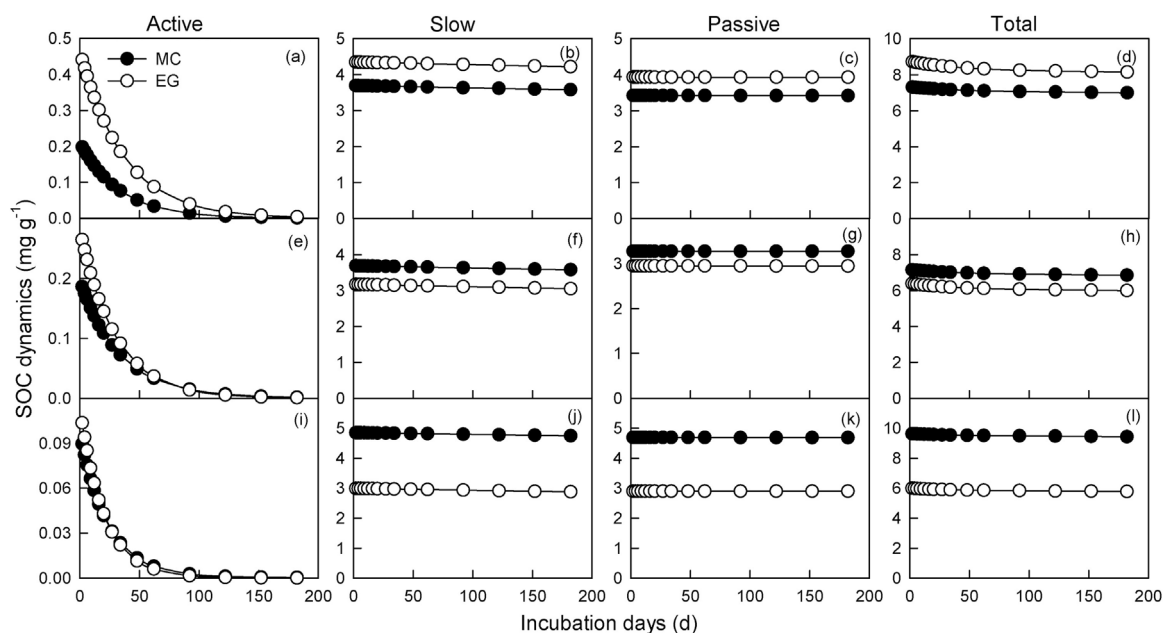 Active Slow Passive Total
SOC dynamics (mg g⁻¹)
0.5 5 5 10
MC (a) (b) (c) (d)
EG
0.4 4 4 8
0.3 3 3 6
0.2 2 2 4
0.1 1 1 2
0.0 0 0 0
(e) (f) (g) (h)
4 3 8
0.2 3 6
2
2 4
0.1
1 1 2
0.0 0 0 0
(i) (j) (k) (l)
5 5 10
0.09 4 4 8
0.06 3 3 6
2 2 4
0.03
1 1 2
0.00 0 0 0
0 50 100 150 200 0 50 100 150 200 0 50 100 150 200 0 50 100 150 200
Incubation days (d)